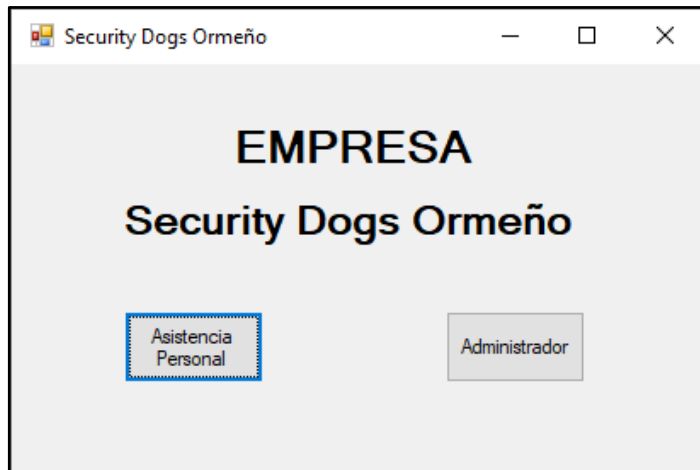 Security Dogs Ormeño
EMPRESA
Security Dogs Ormeño
Asistencia
Personal
Administrador